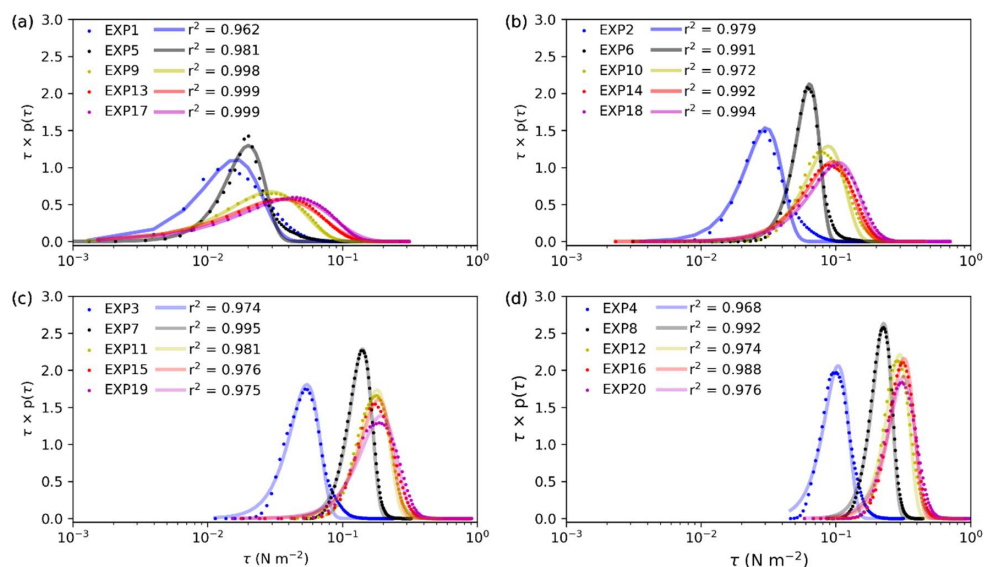 (a)
EXP1 r² = 0.962
EXP5 r² = 0.981
EXP9 r² = 0.998
EXP13 r² = 0.999
EXP17 r² = 0.999
3.0
2.5
2.0
1.5
1.0
0.5
0.0
τ × p(τ)
10⁻³ 10⁻² 10⁻¹ 10⁰
(b)
EXP2 r² = 0.979
EXP6 r² = 0.991
EXP10 r² = 0.972
EXP14 r² = 0.992
EXP18 r² = 0.994
3.0
2.5
2.0
1.5
1.0
0.5
0.0
10⁻³ 10⁻² 10⁻¹ 10⁰
(c)
EXP3 r² = 0.974
EXP7 r² = 0.995
EXP11 r² = 0.981
EXP15 r² = 0.976
EXP19 r² = 0.975
3.0
2.5
2.0
1.5
1.0
0.5
0.0
τ × p(τ)
10⁻³ 10⁻² 10⁻¹ 10⁰
τ (N m⁻²)
(d)
EXP4 r² = 0.968
EXP8 r² = 0.992
EXP12 r² = 0.974
EXP16 r² = 0.988
EXP20 r² = 0.976
3.0
2.5
2.0
1.5
1.0
0.5
0.0
τ × p(τ)
10⁻³ 10⁻² 10⁻¹ 10⁰
τ (N m⁻²)